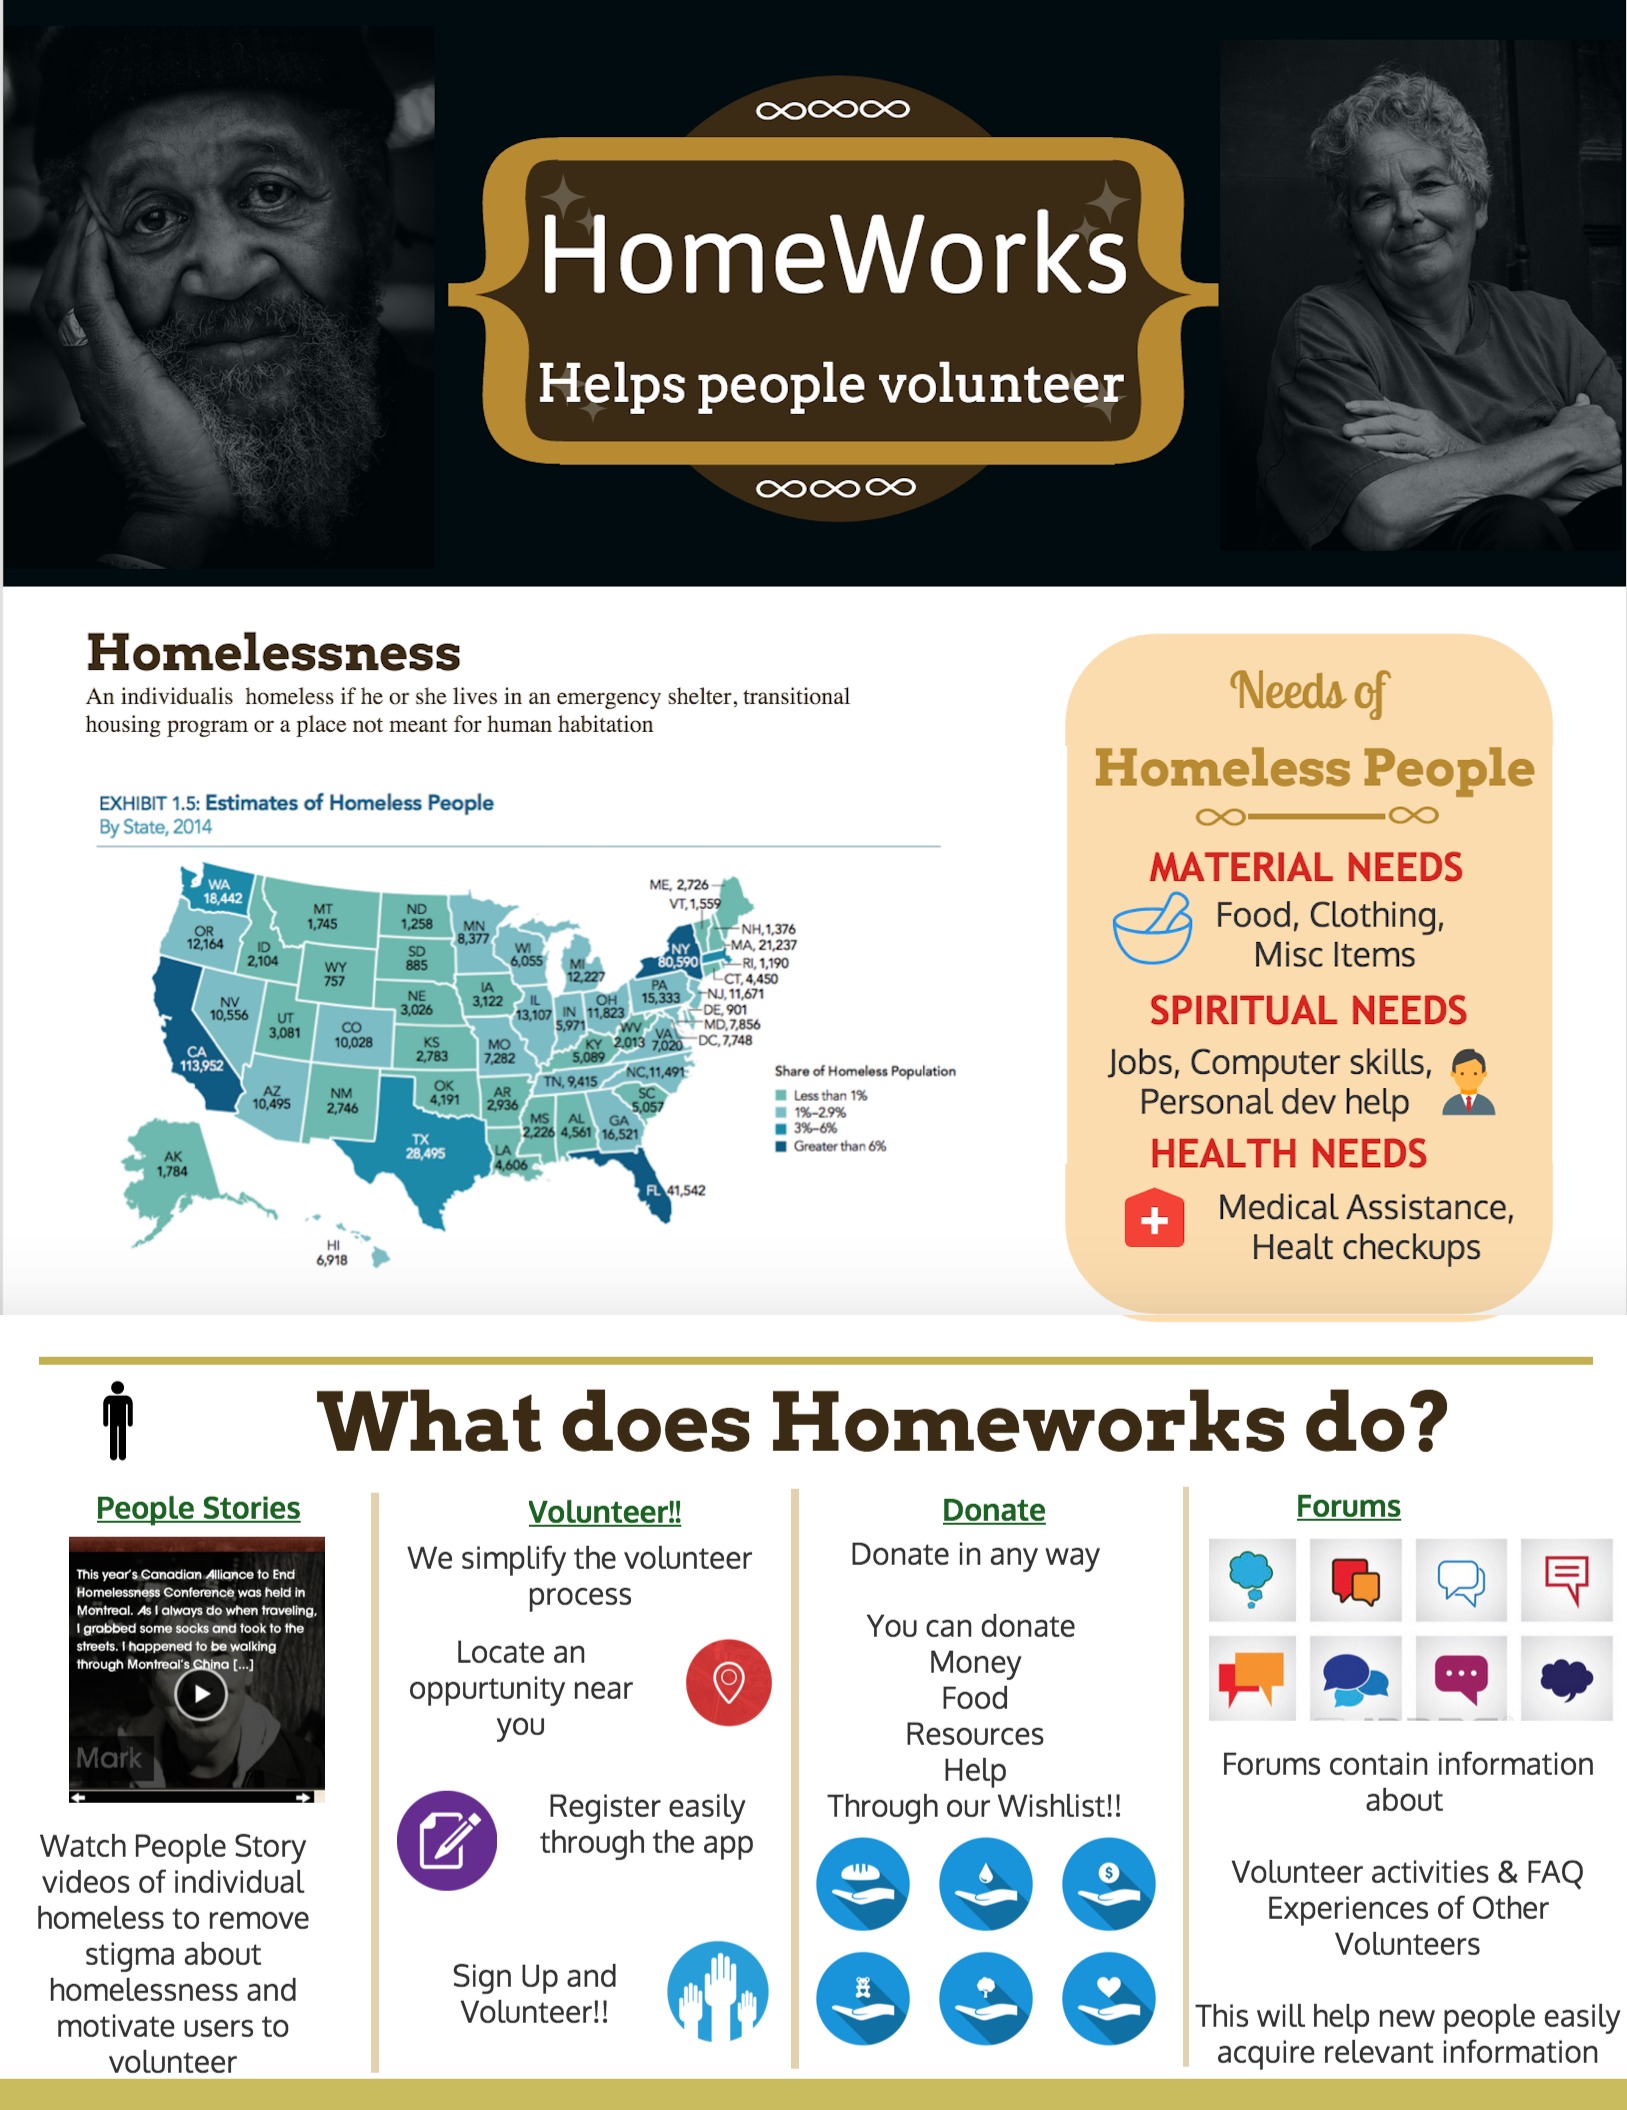 HomeWorks
Helps people volunteer
Homelessness
An individualis  homeless if he or she lives in an emergency shelter, transitional
housing program or a place not meant for human habitation
EXHIBIT 1.5: Estimates of Homeless People
By State, 2014
WA
18,442
OR
12,164
CA
113,952
NV
10,556
ID
2,104
MT
1,745
WY
757
UT
3,081
AZ
10,495
CO
10,028
NM
2,746
ND
1,258
SD
885
NE
3,026
KS
2,783
OK
4,191
TX
28,495
MN
8,377
IA
3,122
MO
7,282
AR
2,936
LA
4,606
WI
6,055
IL
13,107
MI
12,227
IN
5,971
OH
11,823
KY
5,089
TN, 9,415
MS
2,226
AL
4,561
GA
16,521
FL 41,542
SC
5,057
NC, 11,491
VA
7,020
WV
2,013
PA
15,333
NY
80,590
ME, 2,726
VT, 1,559
NH, 1,376
MA, 21,237
RI, 1,190
CT, 4,450
NJ, 11,671
DE, 901
MD, 7,856
DC, 7,748
AK
1,784
HI
6,918
Share of Homeless Population
Less than 1%
1%–2.9%
3%–6%
Greater than 6%
Needs of
Homeless People
MATERIAL NEEDS
Food, Clothing,
Misc Items
SPIRITUAL NEEDS
Jobs, Computer skills,
Personal dev help
HEALTH NEEDS
Medical Assistance,
Healt checkups
What does Homeworks do?
People Stories
This year's Canadian Alliance to End
Homelessness Conference was held in
Montreal. As I always do when traveling,
I grabbed some socks and took to the
streets. I happened to be walking
through Montreal's China [...]
Mark
Watch People Story
videos of individual
homeless to remove
stigma about
homelessness and
motivate users to
volunteer
Volunteer!!
We simplify the volunteer
process
Locate an
oppurtunity near
you
Register easily
through the app
Sign Up and
Volunteer!!
Donate
Donate in any way
You can donate
Money
Food
Resources
Help
Through our Wishlist!!
$
Forums
Forums contain information
about
Volunteer activities & FAQ
Experiences of Other
Volunteers
This will help new people easily
acquire relevant information